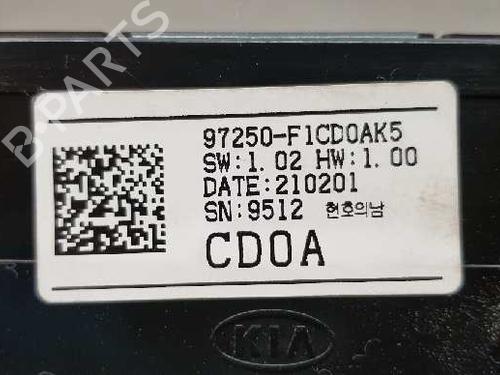 B-PARTS
97250-F1CD0AK5
SW:1.02 HW:1.00
DATE:210201
SN:9512 현호의남
CD0A
KIA